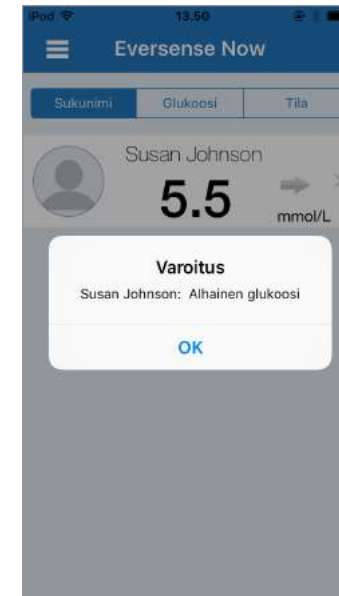 iPod 13.50
Eversense Now
Sukunimi Glukoosi Tila
Susan Johnson
5.5
mmol/L
Varoitus
Susan Johnson: Alhainen glukoosi
OK